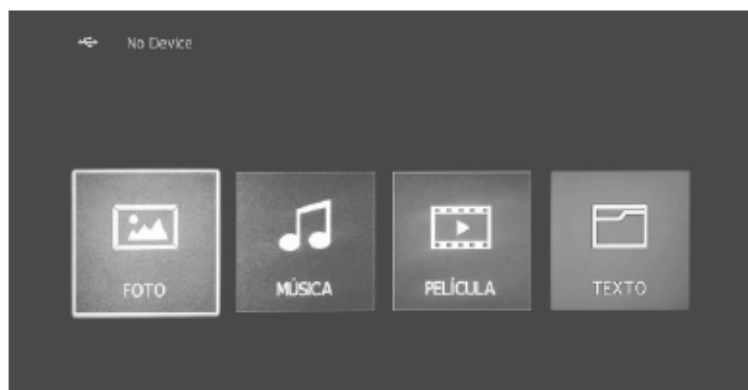 No Device
FOTO
MÚSICA
PELÍCULA
TEXTO